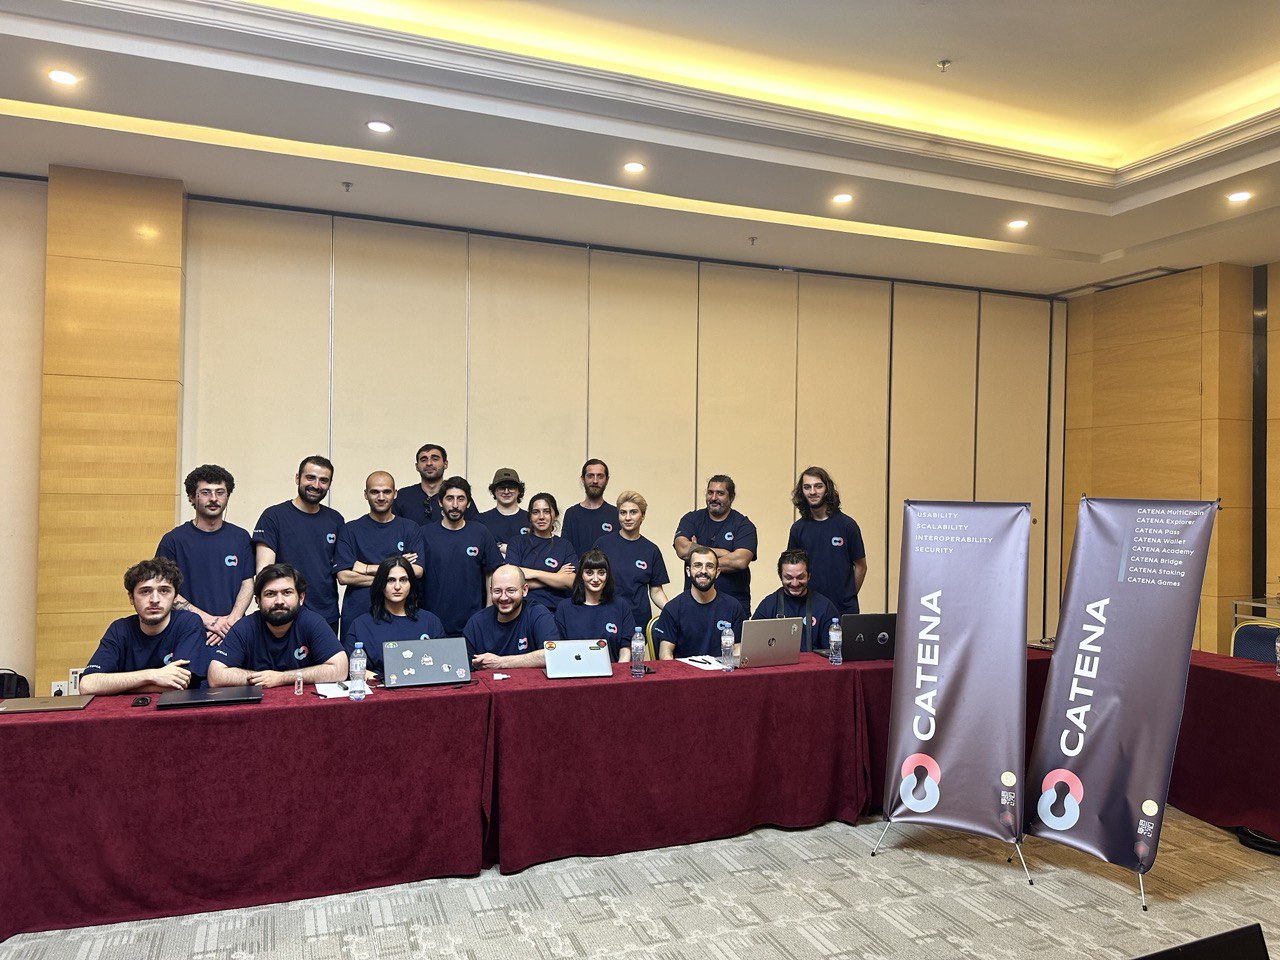 USABILITY
SCALABILITY
INTEROPERABILITY
SECURITY
CATENA
CATENA MultiChain
CATENA Explorer
CATENA Pass
CATENA Wallet
CATENA Academy
CATENA Bridge
CATENA Staking
CATENA Games
CATENA